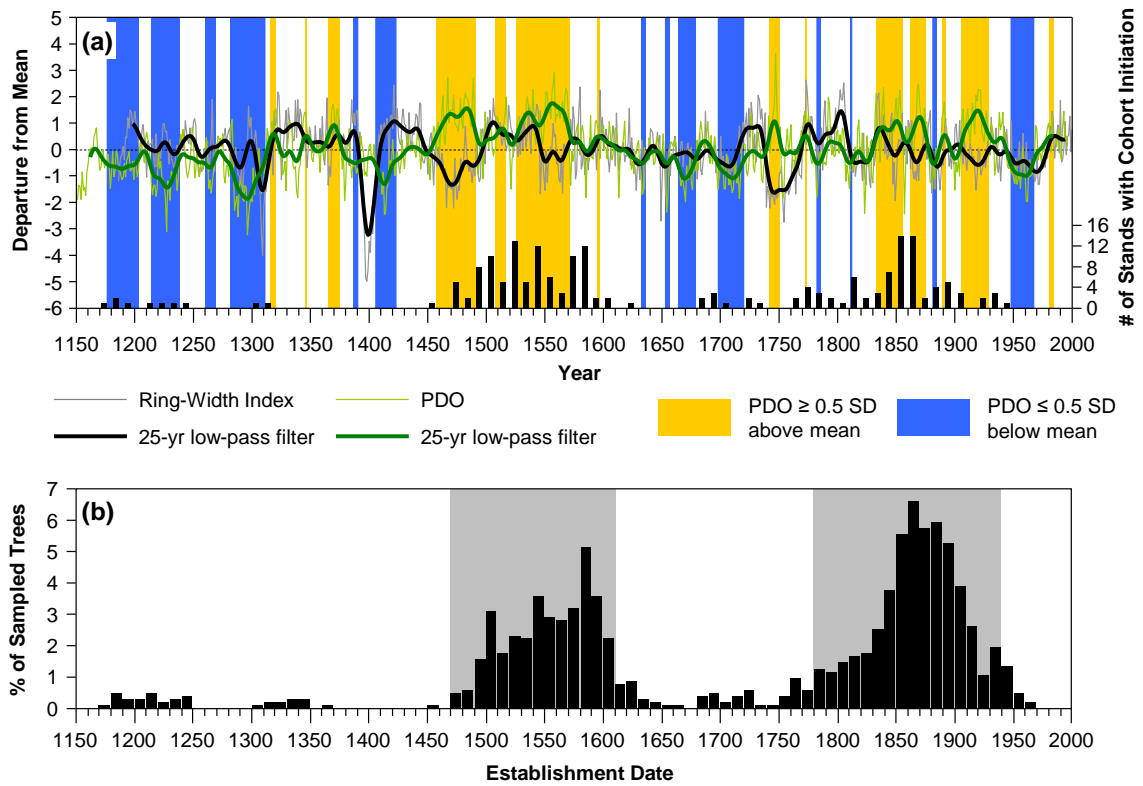 (a)
Departure from Mean
5
4
3
2
1
0
-1
-2
-3
-4
-5
-6
16
12
8
4
0
# of Stands with Cohort Initiation
1150 1200 1250 1300 1350 1400 1450 1500 1550 1600 1650 1700 1750 1800 1850 1900 1950 2000
Year
Ring-Width Index
25-yr low-pass filter
PDO
25-yr low-pass filter
PDO ≥ 0.5 SD
above mean
PDO ≤ 0.5 SD
below mean
(b)
% of Sampled Trees
7
6
5
4
3
2
1
0
1150 1200 1250 1300 1350 1400 1450 1500 1550 1600 1650 1700 1750 1800 1850 1900 1950 2000
Establishment Date